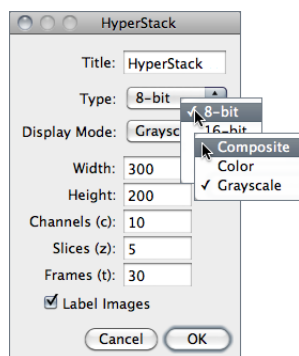 HyperStack
Title: HyperStack
Type: 8-bit
✓ 8-bit
16-bit
Display Mode: Graysc
Composite
Color
✓ Grayscale
Width: 300
Height: 200
Channels (c): 10
Slices (z): 5
Frames (t): 30
Label Images
Cancel OK